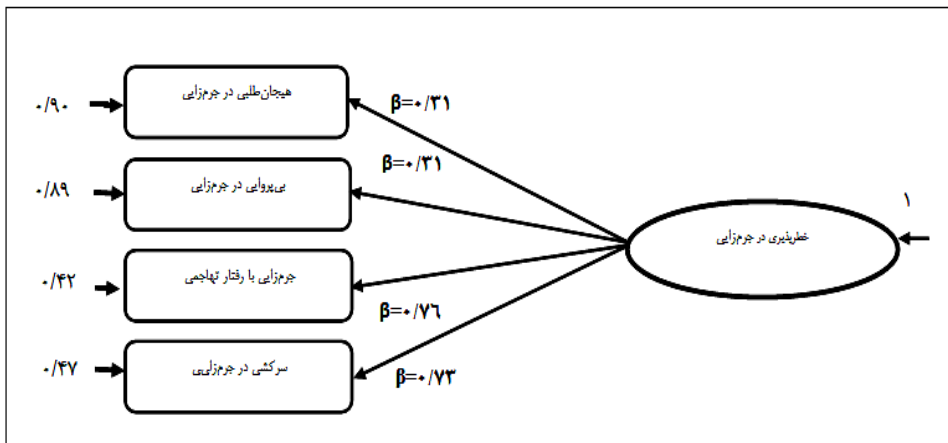 هیجان‌طلبی در جرم‌زایی
۰/۹۰
β=۰/۳۱
بی‌پروایی در جرم‌زایی
۰/۸۹
β=۰/۳۱
۱
خطرپذیری در جرم‌زایی
جرم‌زایی با رفتار تهاجمی
۰/۴۲
β=۰/۷۶
سرکشی در جرم‌زایی
۰/۴۷
β=۰/۷۳